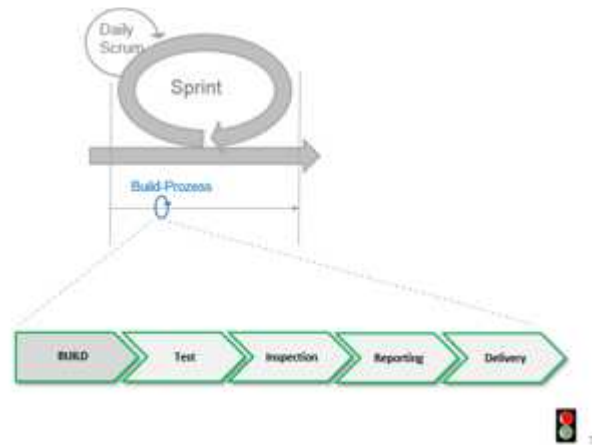 Daily
Scrum
Sprint
Build-Prozess
BUILD
Test
Inspection
Reporting
Delivery